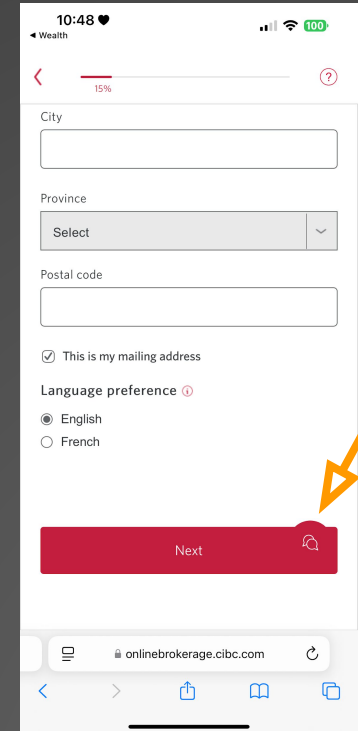 10:48
100
◀ Wealth
15%
?
City
Province
Select
Postal code
This is my mailing address
Language preference
English
French
Next
onlinebrokerage.cibc.com